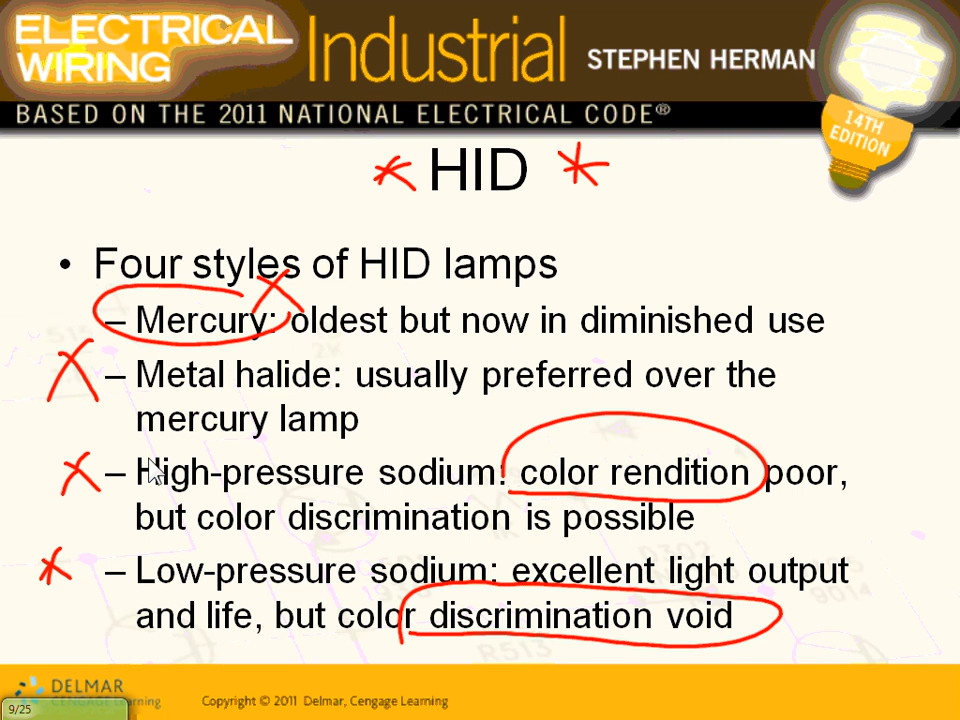 ELECTRICAL
WIRING
Industrial
STEPHEN HERMAN
BASED ON THE 2011 NATIONAL ELECTRICAL CODE®
14TH
EDITION
HID
• Four styles of HID lamps
– Mercury: oldest but now in diminished use
– Metal halide: usually preferred over the
mercury lamp
– High-pressure sodium: color rendition poor,
but color discrimination is possible
– Low-pressure sodium: excellent light output
and life, but color discrimination void
R302
9014
R513
DELMAR
CENGAGE Learning
Copyright © 2011 Delmar, Cengage Learning
9/25